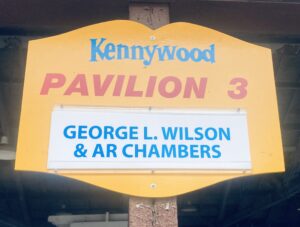 Kennywood
PAVILION 3
GEORGE L. WILSON
& AR CHAMBERS